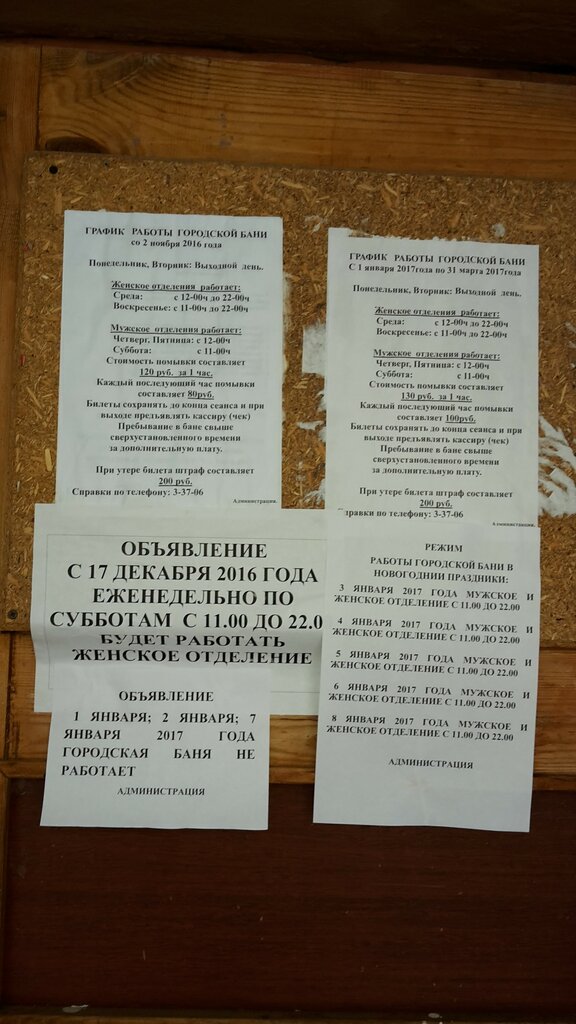 ГРАФИК РАБОТЫ ГОРОДСКОЙ БАНИ
со 2 ноября 2016 года
Понедельник, Вторник: Выходной день.
Женское отделения работает:
Среда: с 12-00ч до 22-00ч
Воскресенье: с 11-00ч до 22-00ч
Мужское отделения работает:
Четверг, Пятница: с 12-00ч
Суббота: с 11-00ч
Стоимость помывки составляет
120 руб. за 1 час.
Каждый последующий час помывки
составляет 80руб.
Билеты сохранять до конца сеанса и при
выходе предъявлять кассиру (чек)
Пребывание в бане свыше
сверхустановленного времени
за дополнительную плату.
При утере билета штраф составляет
200 руб.
Справки по телефону: 3-37-06
Администрация.
ГРАФИК РАБОТЫ ГОРОДСКОЙ БАНИ
С 1 января 2017года по 31 марта 2017года
Понедельник, Вторник: Выходной день.
Женское отделения работает:
Среда: с 12-00ч до 22-00ч
Воскресенье: с 11-00ч до 22-00ч
Мужское отделения работает:
Четверг, Пятница: с 12-00ч
Суббота: с 11-00ч
Стоимость помывки составляет
130 руб. за 1 час.
Каждый последующий час помывки
составляет 100руб.
Билеты сохранять до конца сеанса и при
выходе предъявлять кассиру (чек)
Пребывание в бане свыше
сверхустановленного времени
за дополнительную плату.
При утере билета штраф составляет
200 руб.
Справки по телефону: 3-37-06
Администрация.
ОБЪЯВЛЕНИЕ
С 17 ДЕКАБРЯ 2016 ГОДА
ЕЖЕНЕДЕЛЬНО ПО
СУББОТАМ С 11.00 ДО 22.0
БУДЕТ РАБОТАТЬ
ЖЕНСКОЕ ОТДЕЛЕНИЕ
ОБЪЯВЛЕНИЕ
1 ЯНВАРЯ; 2 ЯНВАРЯ; 7
ЯНВАРЯ 2017 ГОДА
ГОРОДСКАЯ БАНЯ НЕ
РАБОТАЕТ
АДМИНИСТРАЦИЯ
РЕЖИМ
РАБОТЫ ГОРОДСКОЙ БАНИ В
НОВОГОДНИИ ПРАЗДНИКИ:
3 ЯНВАРЯ 2017 ГОДА МУЖСКОЕ И
ЖЕНСКОЕ ОТДЕЛЕНИЕ С 11.00 ДО 22.00
4 ЯНВАРЯ 2017 ГОДА МУЖСКОЕ И
ЖЕНСКОЕ ОТДЕЛЕНИЕ С 11.00 ДО 22.00
5 ЯНВАРЯ 2017 ГОДА МУЖСКОЕ И
ЖЕНСКОЕ ОТДЕЛЕНИЕ С 11.00 ДО 22.00
6 ЯНВАРЯ 2017 ГОДА МУЖСКОЕ И
ЖЕНСКОЕ ОТДЕЛЕНИЕ С 11.00 ДО 22.00
8 ЯНВАРЯ 2017 ГОДА МУЖСКОЕ И
ЖЕНСКОЕ ОТДЕЛЕНИЕ С 11.00 ДО 22.00
АДМИНИСТРАЦИЯ